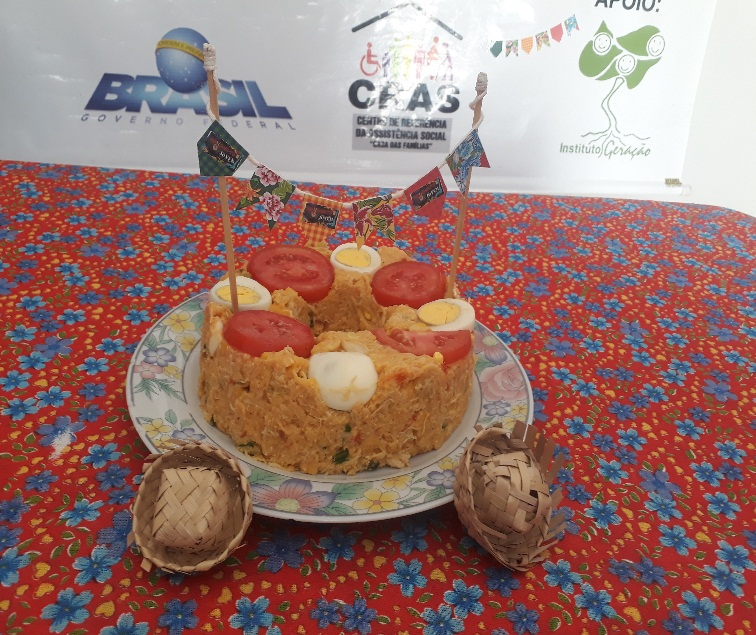 APOIO:
BRASIL
GOVERNO FEDERAL
CRAS
CENTRO DE REFERÊNCIA
DA ASSISTÊNCIA SOCIAL
"CASA DAS FAMÍLIAS"
Instituto Geração